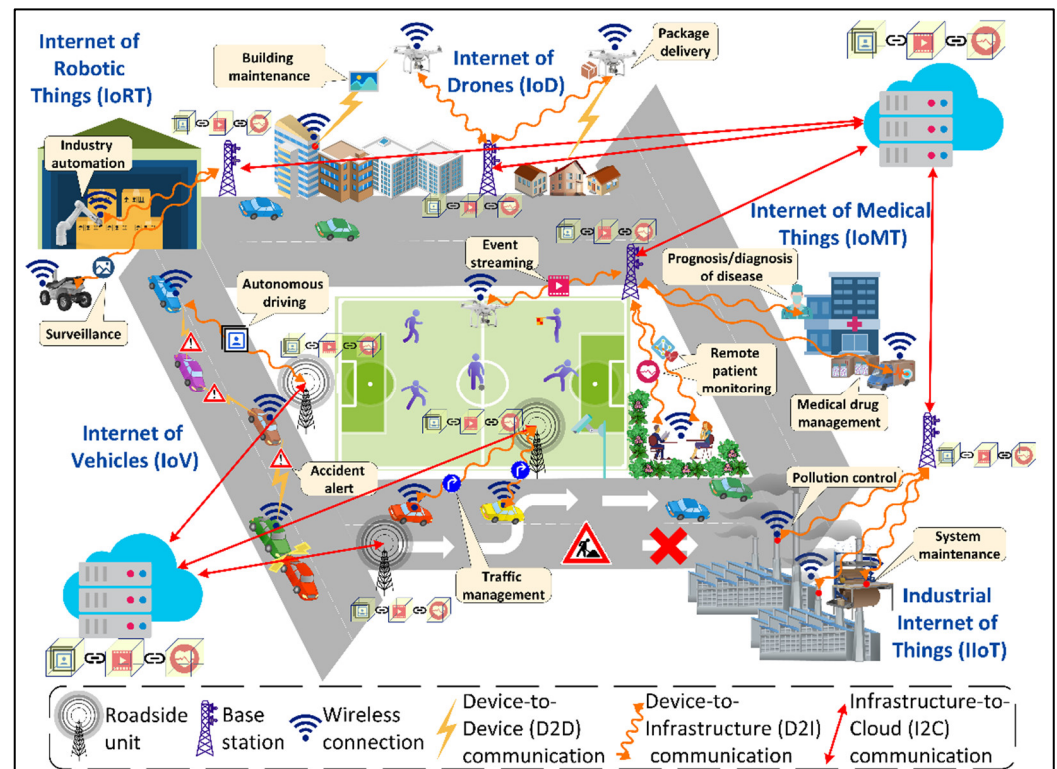 Internet of
Robotic
Things (IoRT)
Building
maintenance
Internet of
Drones (IoD)
Package
delivery
Industry
automation
Surveillance
Autonomous
driving
Event
streaming
Internet of Medical
Things (IoMT)
Prognosis/diagnosis
of disease
Remote
patient
monitoring
Medical drug
management
Internet of
Vehicles (IoV)
Accident
alert
Pollution control
System
maintenance
Traffic
management
Industrial
Internet of
Things (IIoT)
Roadside
unit
Base
station
Wireless
connection
Device-to-
Device (D2D)
communication
Device-to-
Infrastructure (D2I)
communication
Infrastructure-to-
Cloud (I2C)
communication